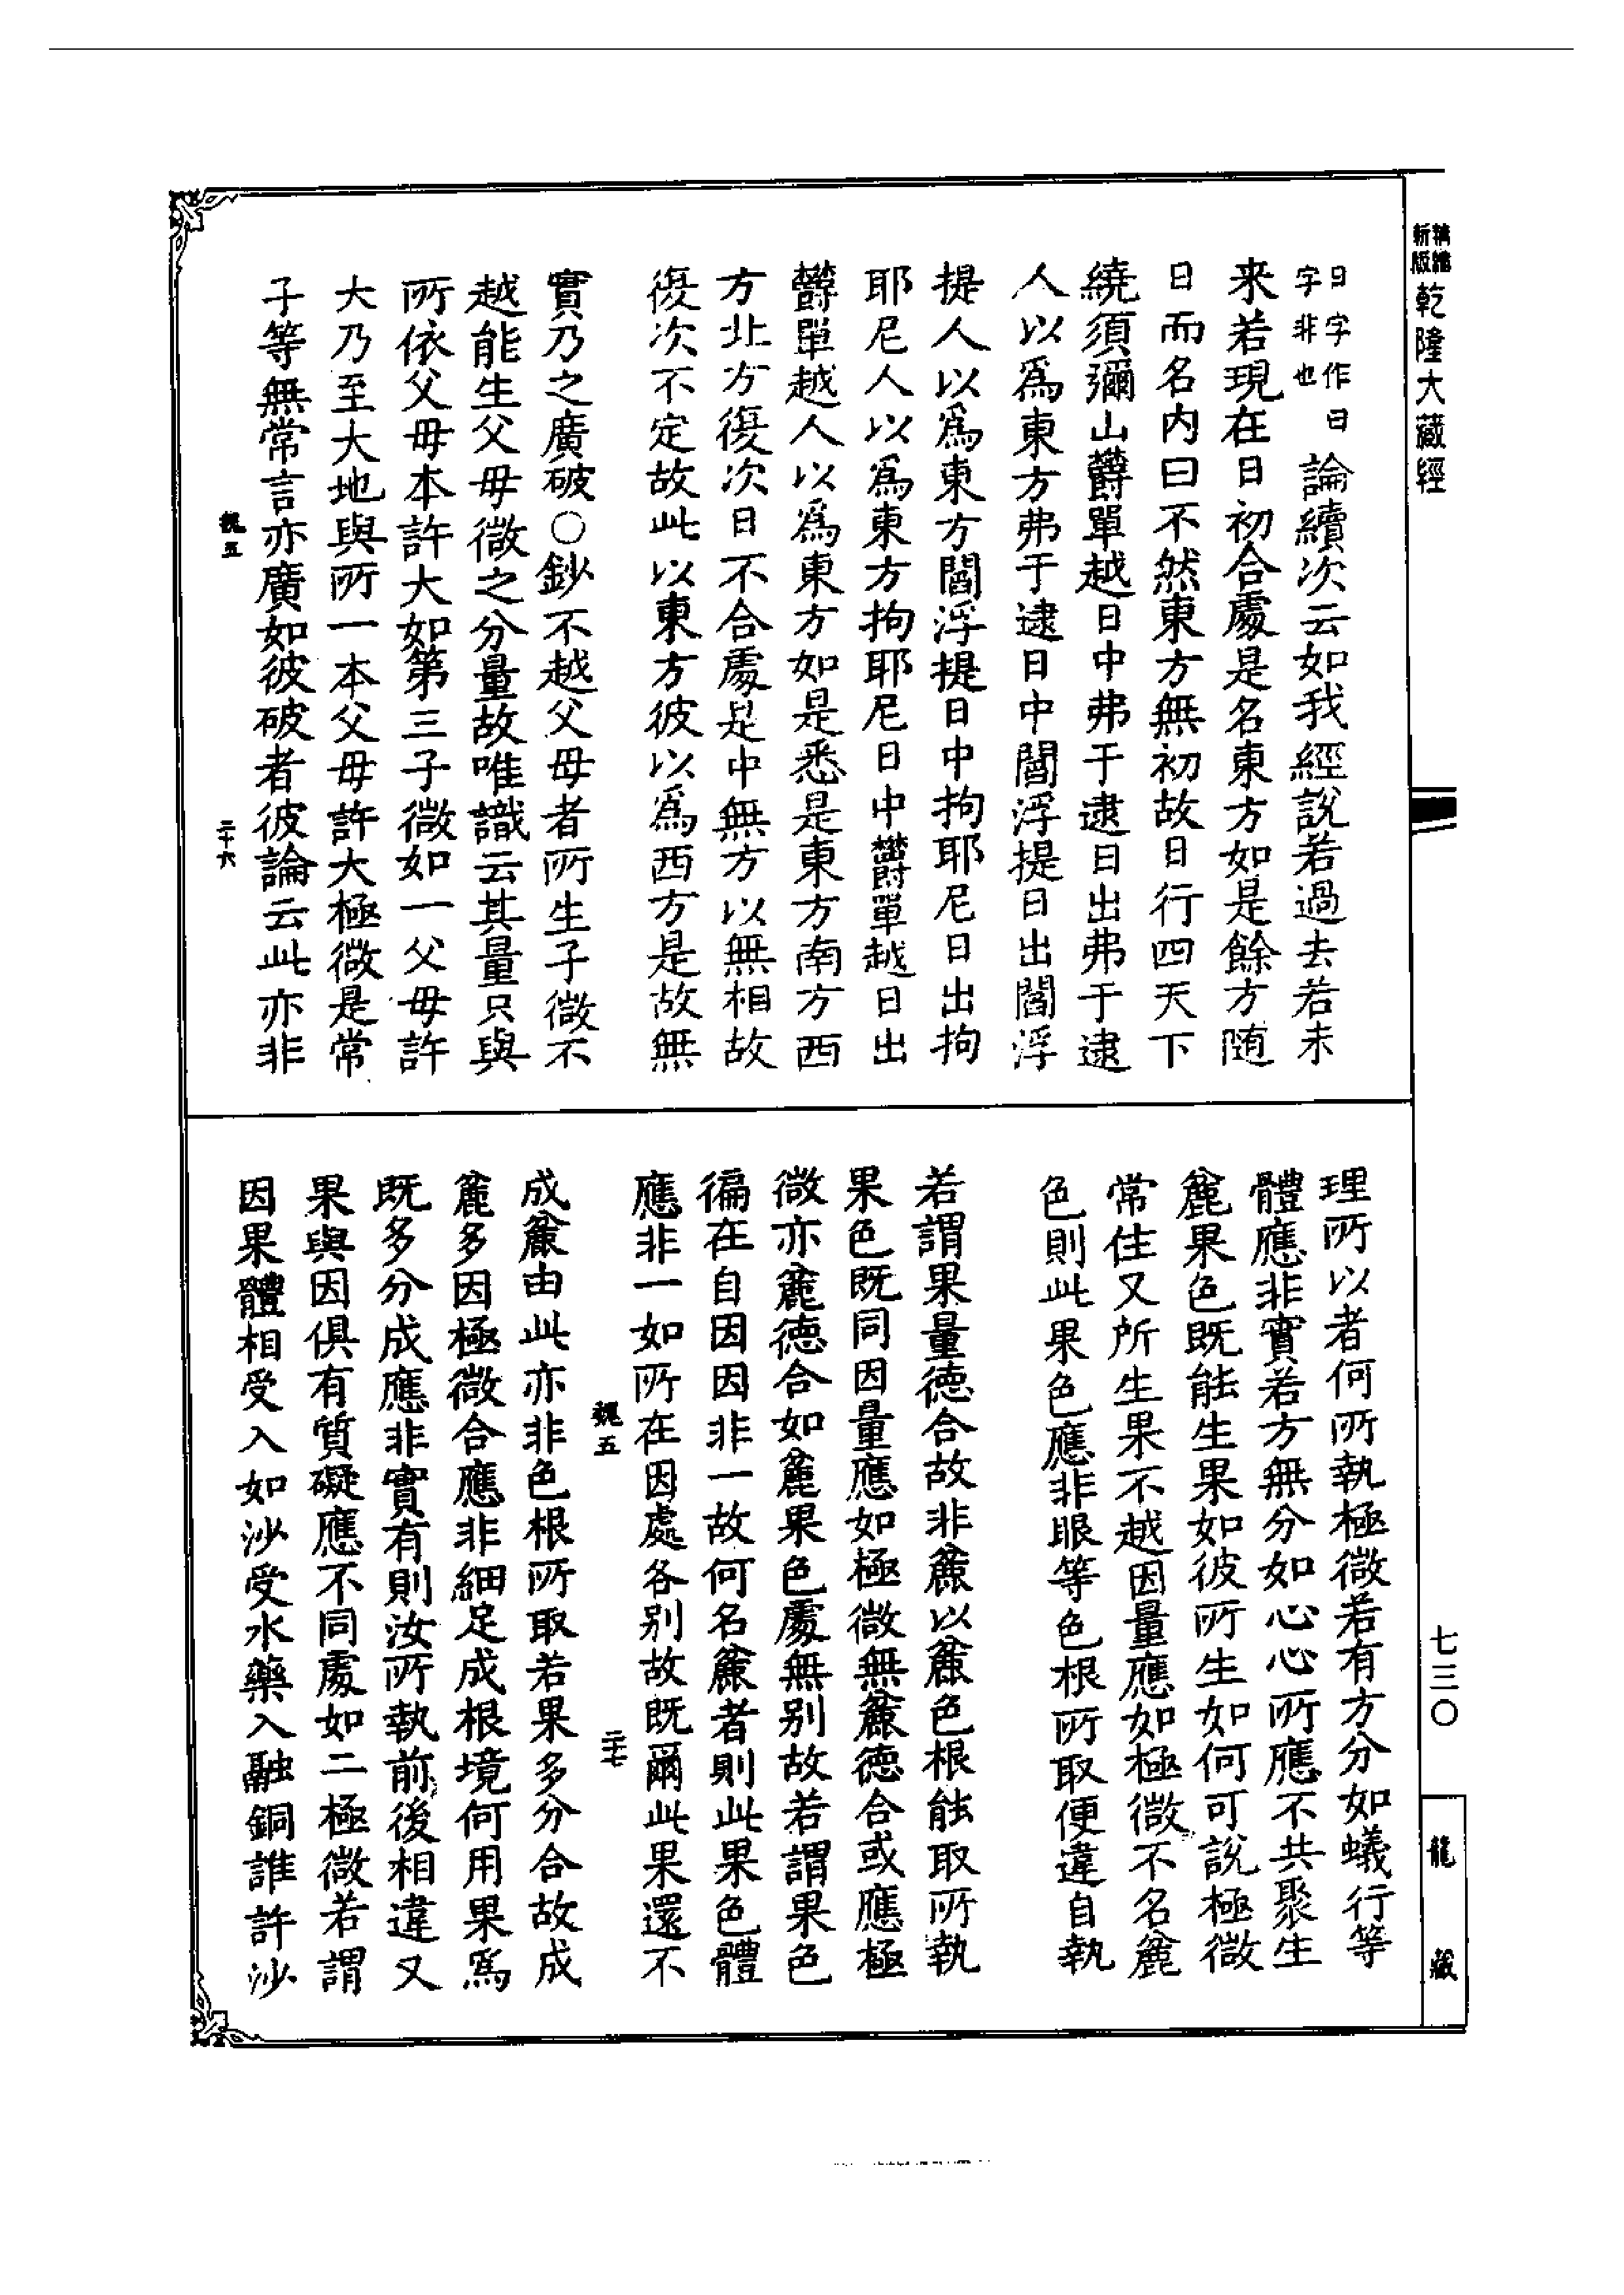 精縮
新版
乾隆大藏經
七三〇
龍藏
日字作曰
字非也
論續次云如我經說若過去若未
来若現在日初合處是名東方如是餘方随
日而名内曰不然東方無初故日行四天下
繞須彌山欝單越日中弗于逮日出弗于逮
人以為東方弗于逮日中閻浮提日出閻浮
提人以為東方閻浮提日中拘耶尼日出拘
耶尼人以為東方拘耶尼日中欝單越日出
欝單越人以為東方如是悉是東方南方西
方北方復次日不合處是中無方以無相故
復次不定故此以東方彼以為西方是故無
實乃之廣破○鈔不越父母者所生子微不
越能生父母微之分量故唯識云其量只與
所依父母本許大如第三子微如一父母許
大乃至大地與所一本父母許大極微是常
子等無常言亦廣如彼破者彼論云此亦非
魏五
二十六
理所以者何所執極微若有方分如蟻行等
體應非實若方無分如心心所應不共聚生
麄果色既能生果如彼所生如何可說極微
常住又所生果不越因量應如極微不名麄
色則此果色應非眼等色根所取便違自執
若謂果量德合故非麄以麄色根能取所執
果色既同因量應如極微無麄德合或應極
微亦麄德合如麄果色處無別故若謂果色
徧在自因因非一故何名麄者則此果色體
應非一如所在因處各別故既爾此果還不
魏五
二十七
成麄由此亦非色根所取若果多分合故成
麄多因極微合應非細足成根境何用果為
既多分成應非實有則汝所執前後相違又
果與因俱有質礙應不同處如二極微若謂
因果體相受入如沙受水藥入融銅誰許沙